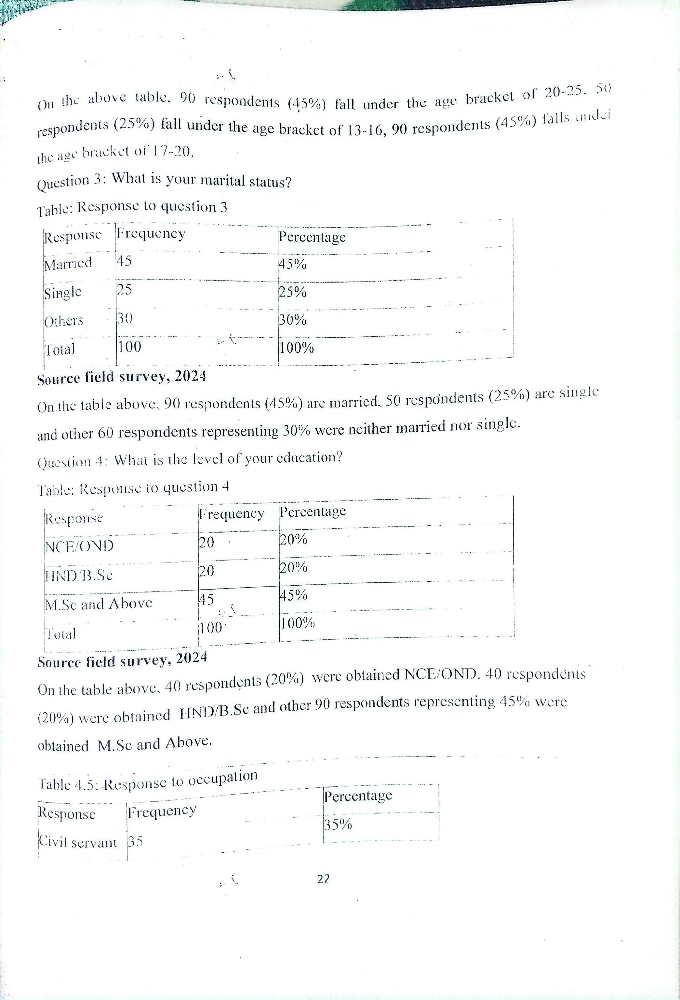 On the above table, 90 respondents (45%) fall under the age bracket of 20-25. 50
respondents (25%) fall under the age bracket of 13-16, 90 respondents (45%) falls under
the age bracket of 17-20.
Question 3: What is your marital status?
Table: Response to question 3
Response Frequency Percentage
Married 45 45%
Single 25 25%
Others 30 30%
Total 100 100%
Source field survey, 2024
On the table above, 90 respondents (45%) are married, 50 respondents (25%) are single
and other 60 respondents representing 30% were neither married nor single.
Question 4: What is the level of your education?
Table: Response to question 4
Response Frequency Percentage
NCE/OND 20 20%
HND/B.Sc 20 20%
M.Sc and Above 45 45%
Total 100 100%
Source field survey, 2024
On the table above, 40 respondents (20%) were obtained NCE/OND. 40 respondents
(20%) were obtained HND/B.Sc and other 90 respondents representing 45% were
obtained M.Sc and Above.
Table 4.5: Response to occupation
Response Frequency Percentage
Civil servant 35 35%
22